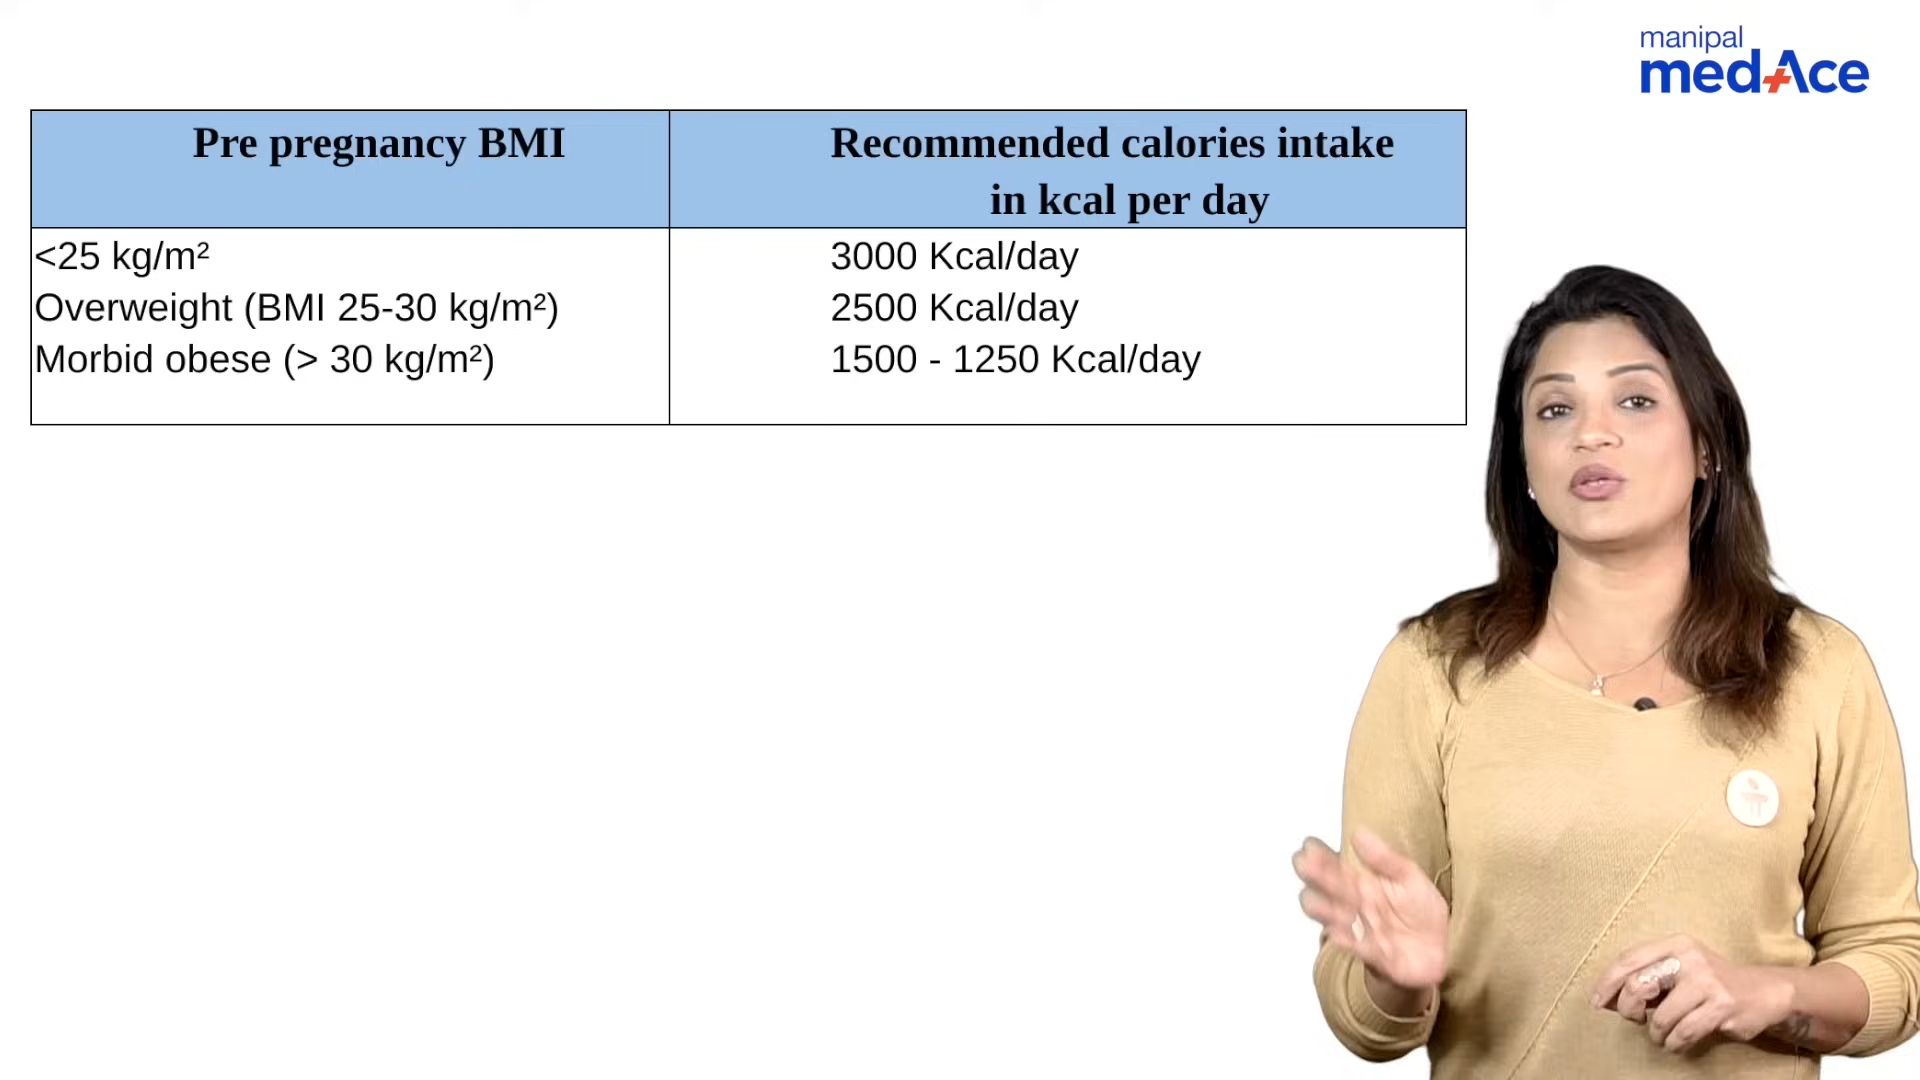 manipal
medAce
Pre pregnancy BMI
Recommended calories intake
in kcal per day
<25 kg/m²
3000 Kcal/day
Overweight (BMI 25-30 kg/m²)
2500 Kcal/day
Morbid obese (> 30 kg/m²)
1500 - 1250 Kcal/day